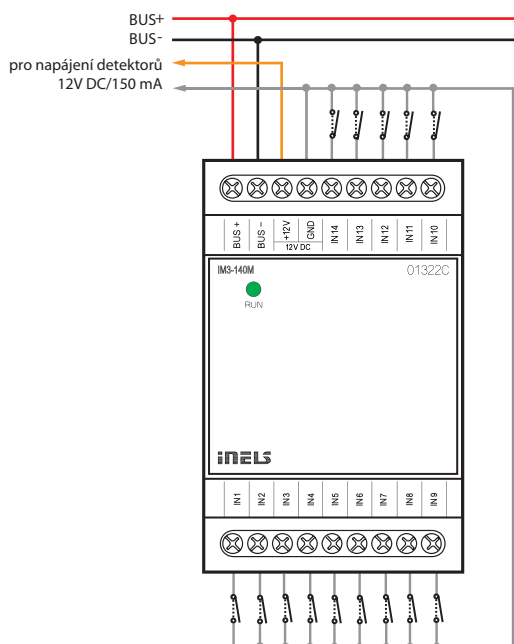 BUS+
BUS-
pro napájení detektorů
12V DC/150 mA
BUS + BUS - +12V GND IN14 IN13 IN12 IN11 IN10
12V DC
IM3-140M 01322C
RUN
iNELS
IN1 IN2 IN3 IN4 IN5 IN6 IN7 IN8 IN9